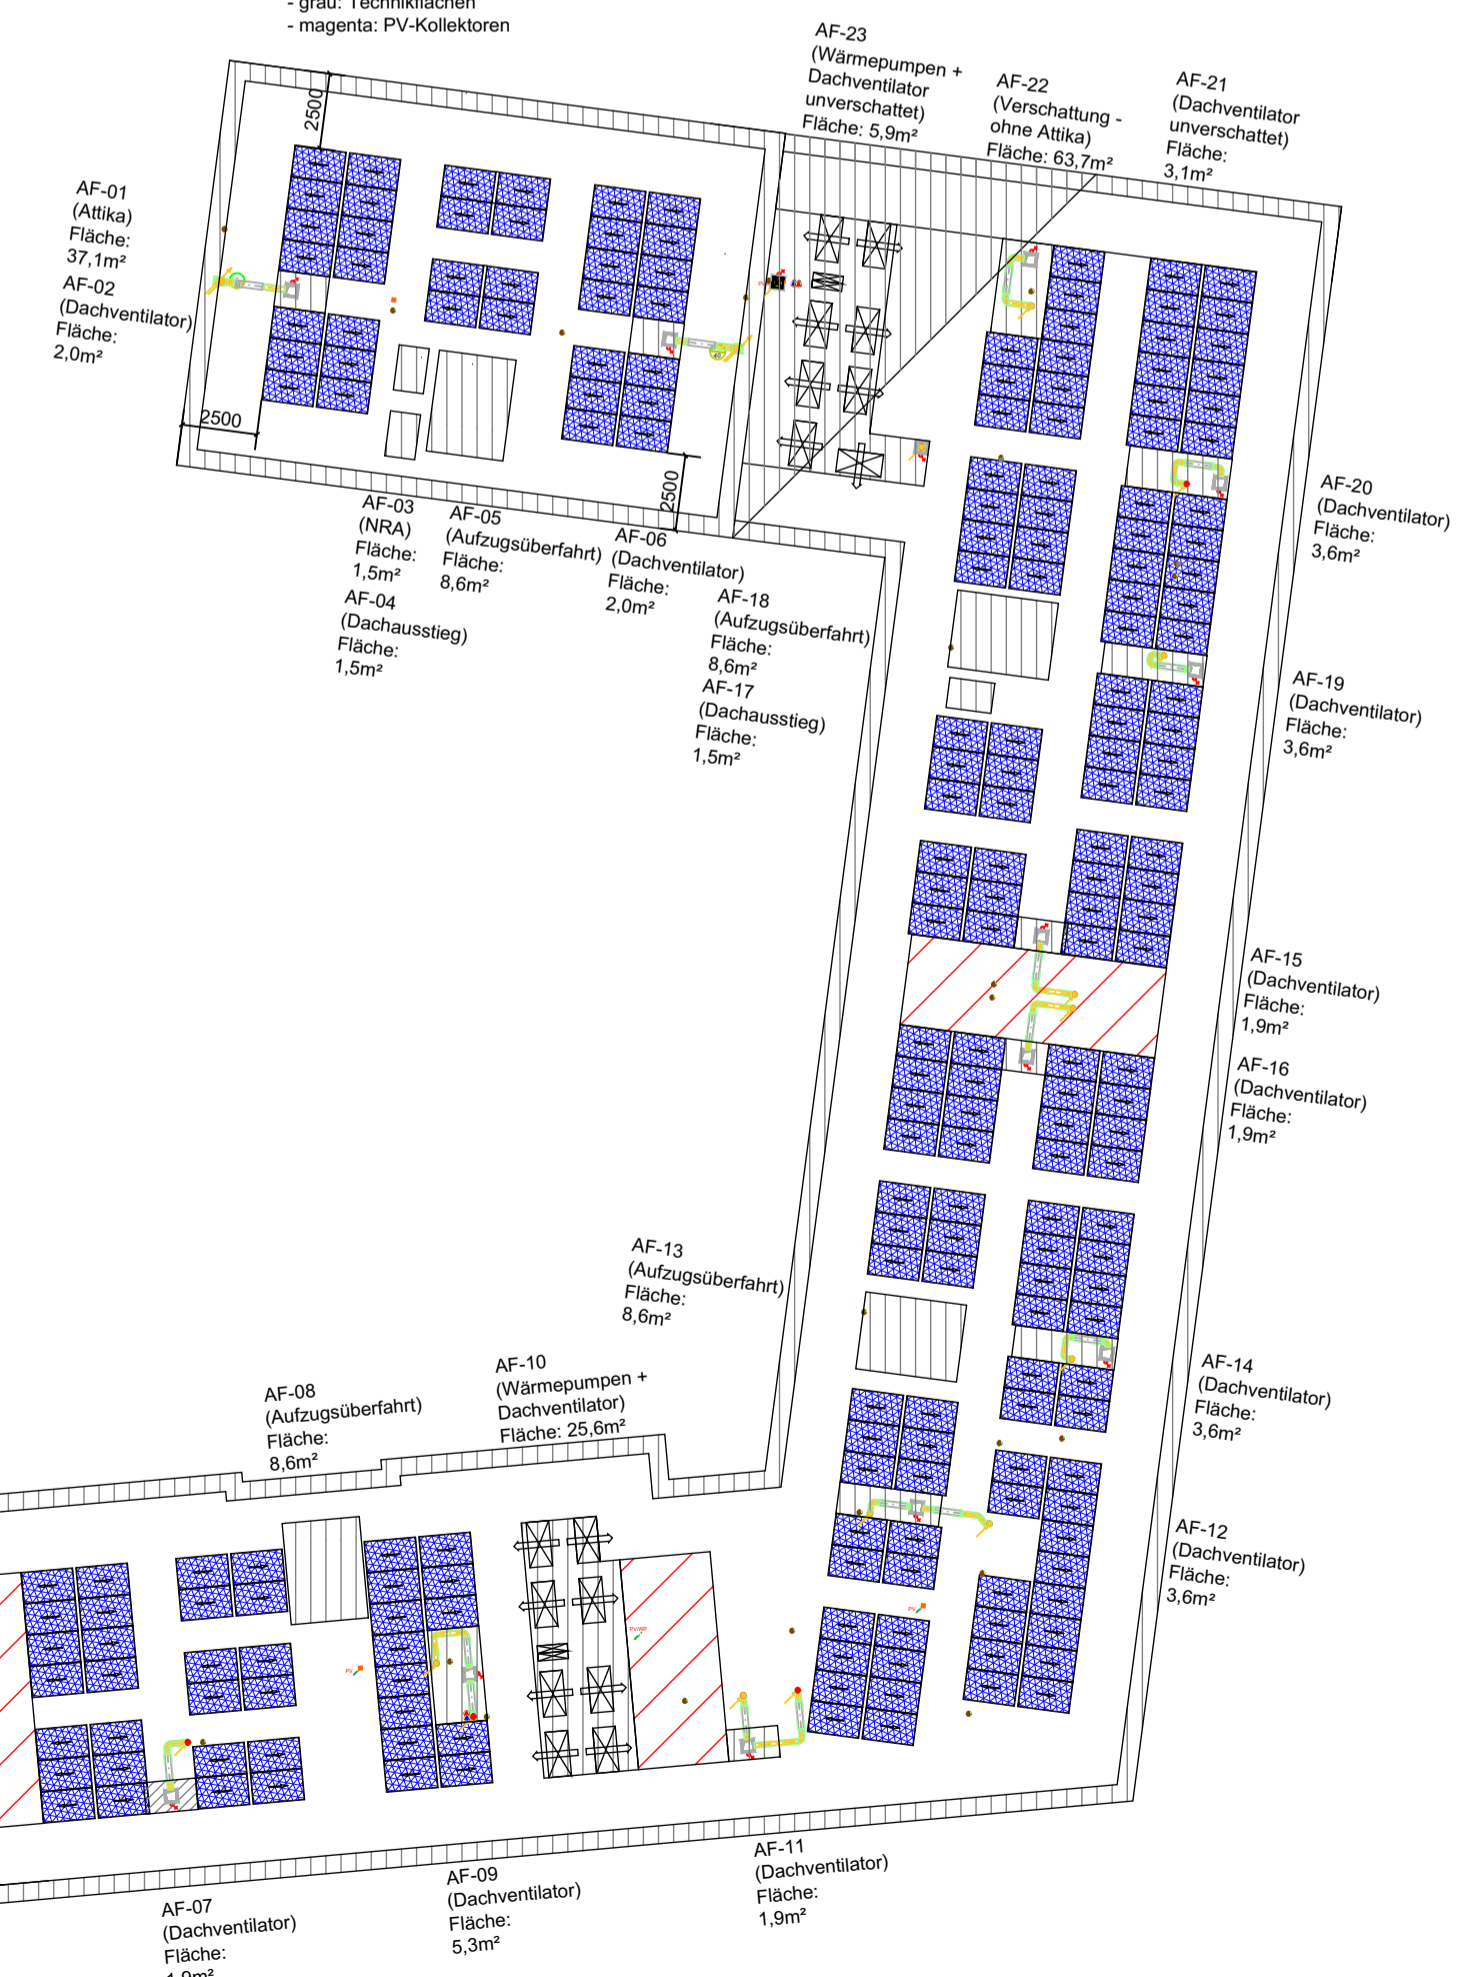 - grau: Technikflächen
- magenta: PV-Kollektoren
AF-23
(Wärmepumpen +
Dachventilator
unverschattet)
Fläche: 5,9m²
AF-22
(Verschattung -
ohne Attika)
Fläche: 63,7m²
AF-21
(Dachventilator
unverschattet)
Fläche:
3,1m²
2500
AF-01
(Attika)
Fläche:
37,1m²
AF-02
(Dachventilator)
Fläche:
2,0m²
2500
2500
AF-03
(NRA)
Fläche:
1,5m²
AF-04
(Dachausstieg)
Fläche:
1,5m²
AF-05
(Aufzugsüberfahrt)
Fläche:
8,6m²
AF-06
(Dachventilator)
Fläche:
2,0m²
AF-18
(Aufzugsüberfahrt)
Fläche:
8,6m²
AF-17
(Dachausstieg)
Fläche:
1,5m²
AF-20
(Dachventilator)
Fläche:
3,6m²
AF-19
(Dachventilator)
Fläche:
3,6m²
AF-15
(Dachventilator)
Fläche:
1,9m²
AF-16
(Dachventilator)
Fläche:
1,9m²
AF-13
(Aufzugsüberfahrt)
Fläche:
8,6m²
AF-14
(Dachventilator)
Fläche:
3,6m²
AF-12
(Dachventilator)
Fläche:
3,6m²
AF-08
(Aufzugsüberfahrt)
Fläche:
8,6m²
AF-10
(Wärmepumpen +
Dachventilator)
Fläche: 25,6m²
PV
PV/WP
PV
AF-11
(Dachventilator)
Fläche:
1,9m²
AF-09
(Dachventilator)
Fläche:
5,3m²
AF-07
(Dachventilator)
Fläche:
1,9m²